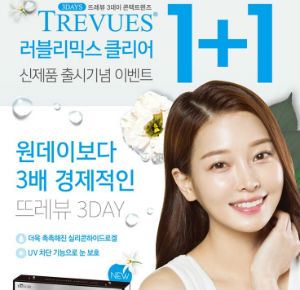 3DAYS 뜨레뷰 3데이 콘택트렌즈
TREVUES®
러블리믹스 클리어
신제품 출시기념 이벤트
1+1
원데이보다
3배 경제적인
뜨레뷰 3DAY
더욱 촉촉해진 실리콘하이드로겔
UV 차단 기능으로 눈 보호
NEW